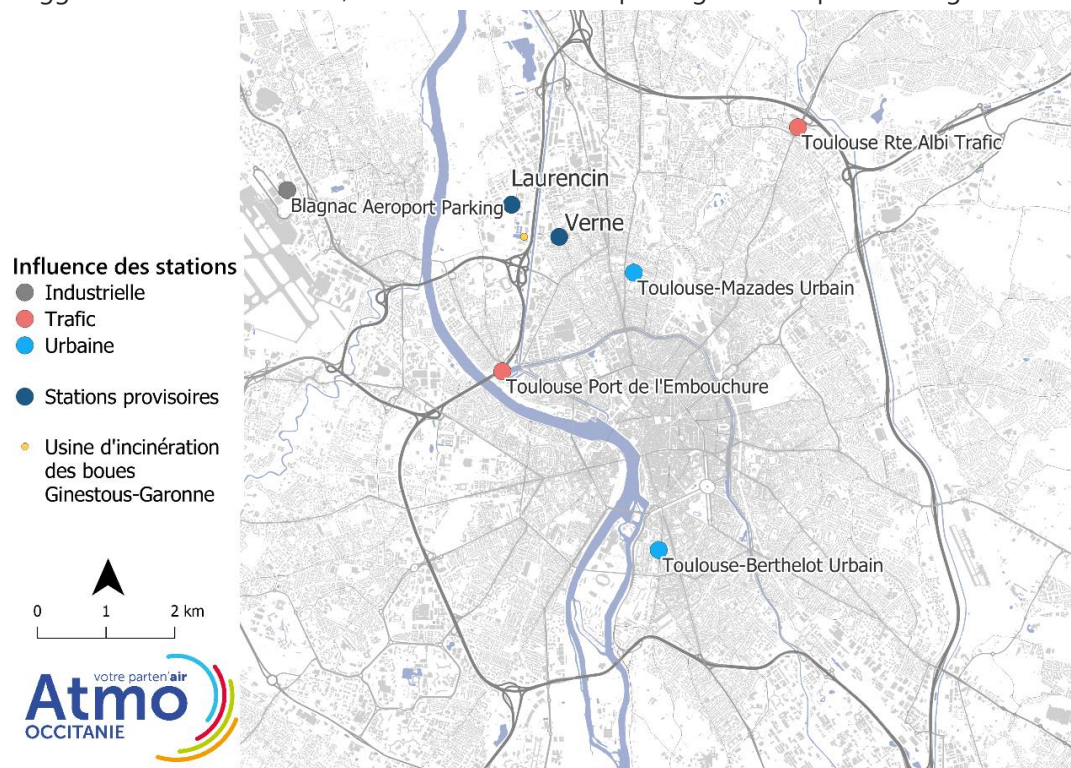 Toulouse Rte Albi Trafic
Laurencin
Blagnac Aeroport Parking
Verne
Toulouse-Mazades Urbain
Toulouse Port de l'Embouchure
Toulouse-Berthelot Urbain
Influence des stations
Industrielle
Trafic
Urbaine
Stations provisoires
Usine d'incinération
des boues
Ginestous-Garonne
0 1 2 km
votre parten'air
Atmo
OCCITANIE